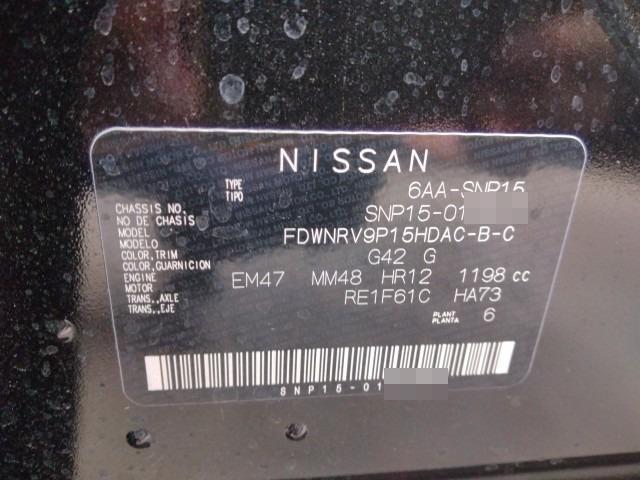 NISSAN
TYPE
TIPO
6AA-SNP15
CHASSIS NO.
NO DE CHASIS
SNP15-01
MODEL
MODELO
FDWNRV9P15HDAC-B-C
COLOR,TRIM
COLOR,GUARNICION
G42 G
ENGINE
MOTOR
EM47 MM48 HR12 1198 cc
TRANS.,AXLE
TRANS.,EJE
RE1F61C HA73
PLANT
PLANTA
6
SNP15-01